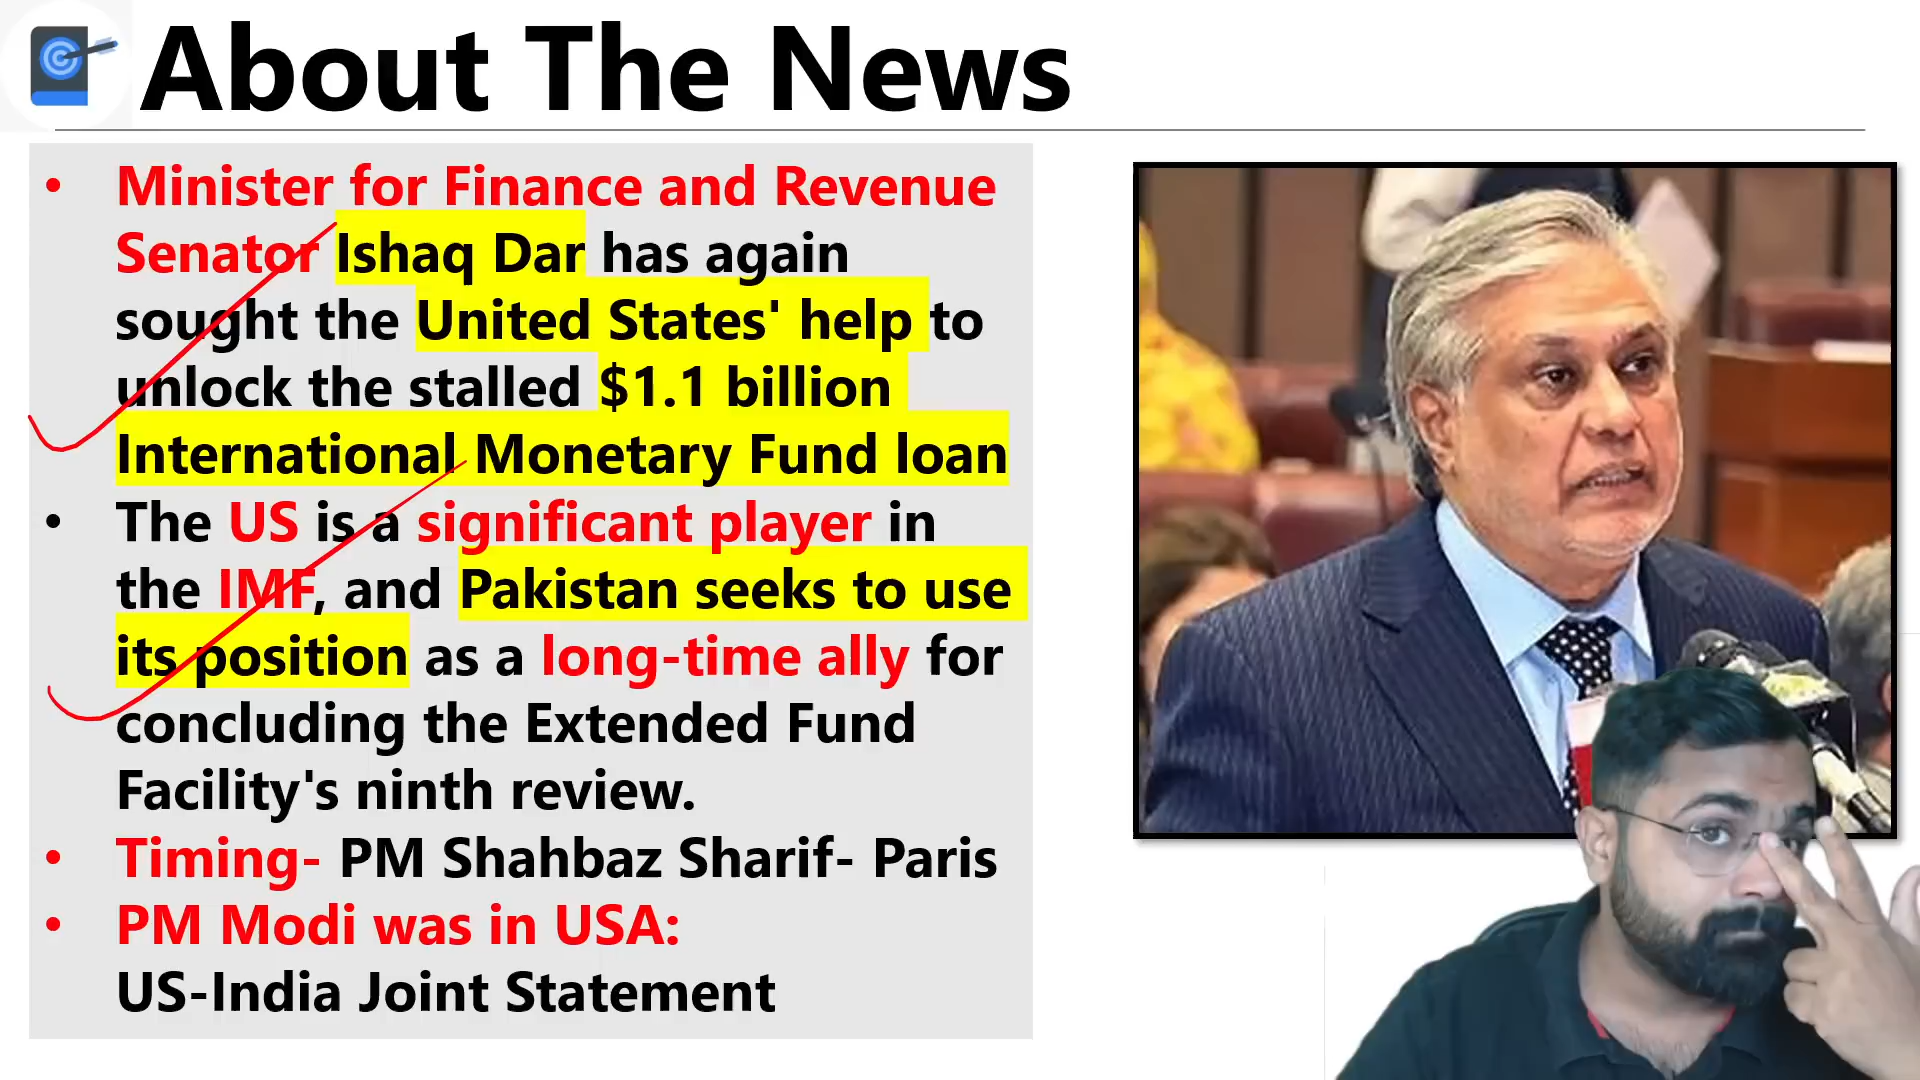 About The News
• Minister for Finance and Revenue
Senator Ishaq Dar has again
sought the United States' help to
unlock the stalled $1.1 billion
International Monetary Fund loan
• The US is a significant player in
the IMF, and Pakistan seeks to use
its position as a long-time ally for
concluding the Extended Fund
Facility's ninth review.
• Timing- PM Shahbaz Sharif- Paris
• PM Modi was in USA:
US-India Joint Statement